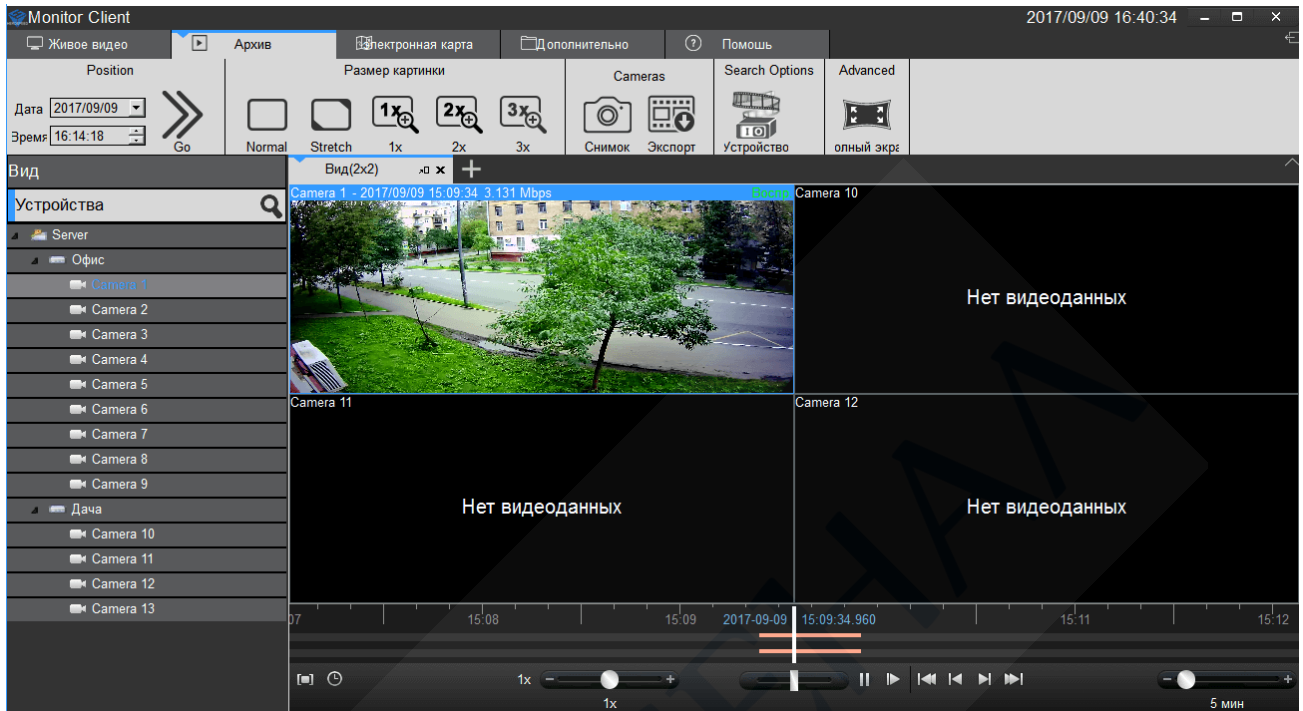 Monitor Client 2017/09/09 16:40:34
Живое видео Архив Электронная карта Дополнительно Помошь
Position Размер картинки Cameras Search Options Advanced
Дата 2017/09/09
Время 16:14:18
Go Normal Stretch 1x 2x 3x Снимок Экспорт Устройство олный экра
1x 2x 3x
Вид Вид(2x2)
Устройства
Camera 1 - 2017/09/09 15:09:34 3.131 Mbps Camera 10
Server
Офис
Camera 1
Camera 2
Camera 3
Camera 4
Camera 5
Camera 6
Camera 7
Camera 8
Camera 9
Дача
Camera 10
Camera 11
Camera 12
Camera 13
Нет видеоданных
Camera 11 Camera 12
Нет видеоданных Нет видеоданных
07 15:08 15:09 2017-09-09 15:09:34.960 15:11 15:12
1x
1x 5 мин